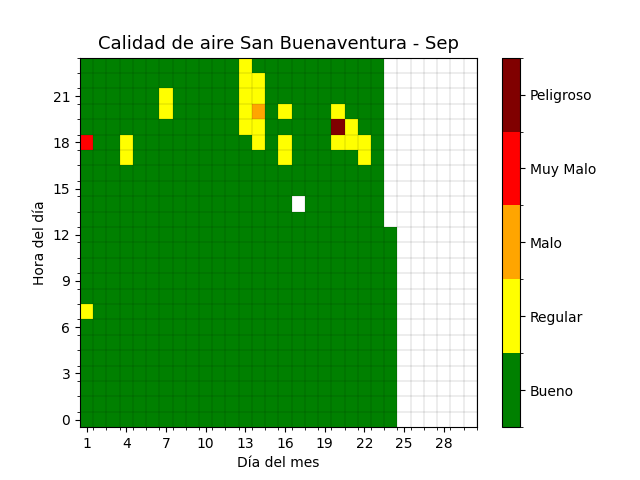 Calidad de aire San Buenaventura - Sep
Hora del día
21
18
15
12
9
6
3
0
1 4 7 10 13 16 19 22 25 28
Día del mes
Peligroso
Muy Malo
Malo
Regular
Bueno